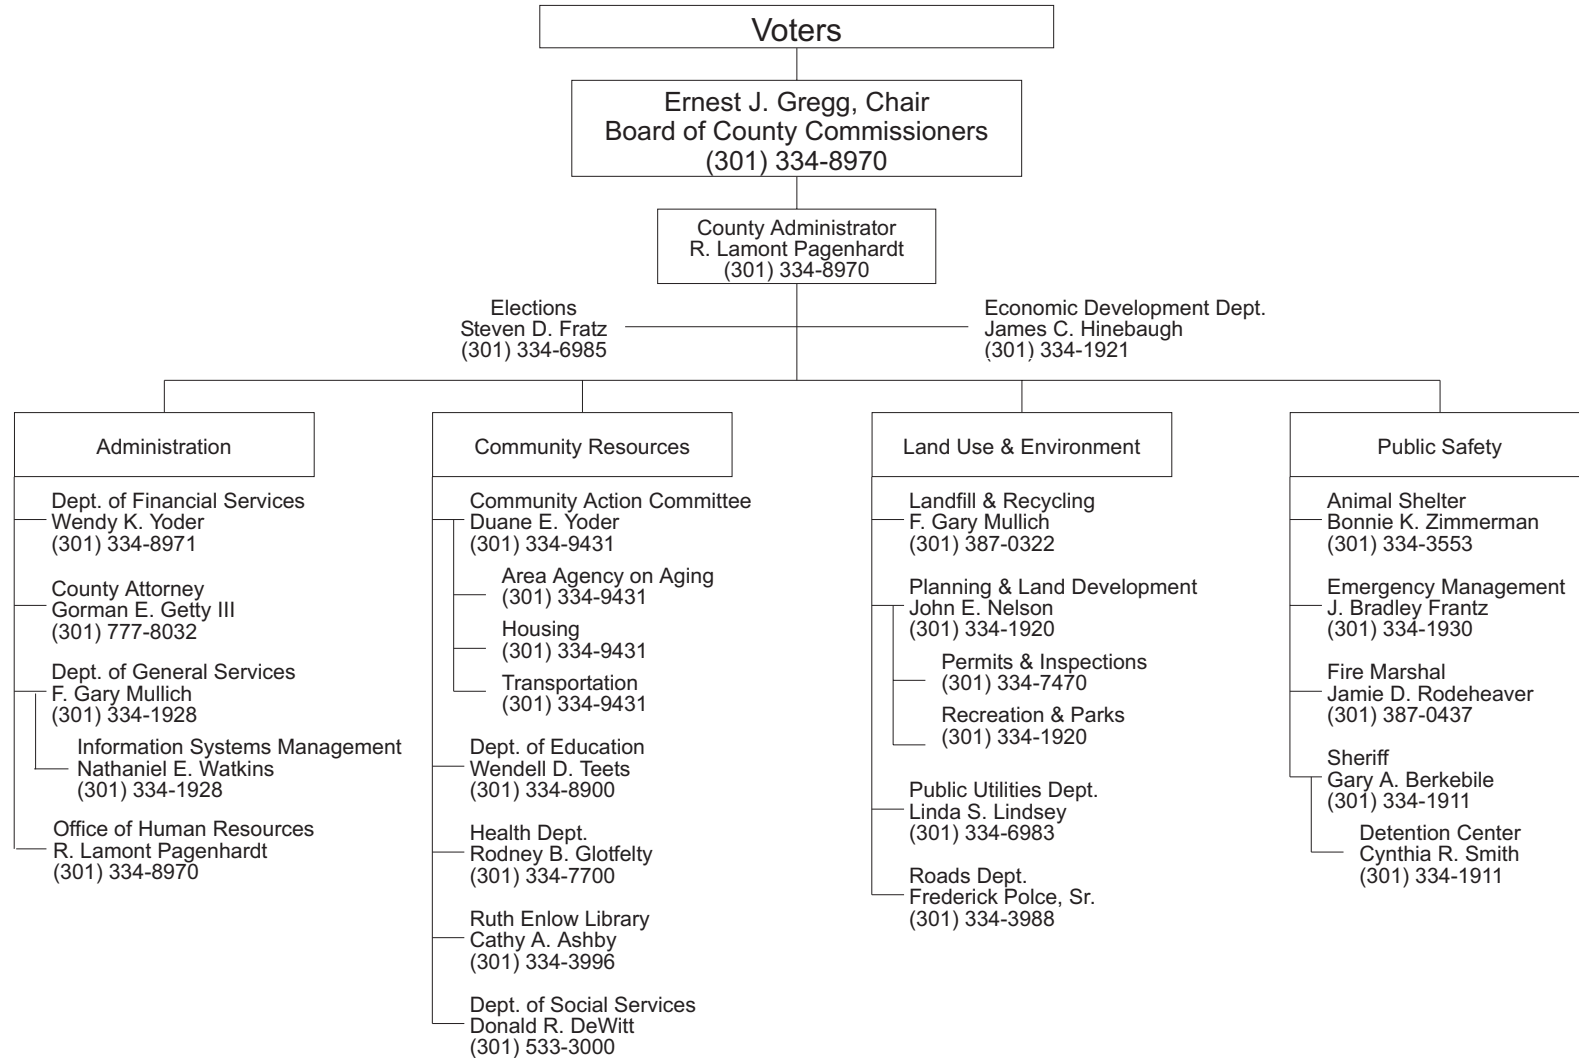 Voters
Ernest J. Gregg, Chair
Board of County Commissioners
(301) 334-8970
County Administrator
R. Lamont Pagenhardt
(301) 334-8970
Elections
Steven D. Fratz
(301) 334-6985
Economic Development Dept.
James C. Hinebaugh
(301) 334-1921
Administration
Dept. of Financial Services
Wendy K. Yoder
(301) 334-8971
County Attorney
Gorman E. Getty III
(301) 777-8032
Dept. of General Services
F. Gary Mullich
(301) 334-1928
Information Systems Management
Nathaniel E. Watkins
(301) 334-1928
Office of Human Resources
R. Lamont Pagenhardt
(301) 334-8970
Community Resources
Community Action Committee
Duane E. Yoder
(301) 334-9431
Area Agency on Aging
(301) 334-9431
Housing
(301) 334-9431
Transportation
(301) 334-9431
Dept. of Education
Wendell D. Teets
(301) 334-8900
Health Dept.
Rodney B. Glotfelty
(301) 334-7700
Ruth Enlow Library
Cathy A. Ashby
(301) 334-3996
Dept. of Social Services
Donald R. DeWitt
(301) 533-3000
Land Use & Environment
Landfill & Recycling
F. Gary Mullich
(301) 387-0322
Planning & Land Development
John E. Nelson
(301) 334-1920
Permits & Inspections
(301) 334-7470
Recreation & Parks
(301) 334-1920
Public Utilities Dept.
Linda S. Lindsey
(301) 334-6983
Roads Dept.
Frederick Polce, Sr.
(301) 334-3988
Public Safety
Animal Shelter
Bonnie K. Zimmerman
(301) 334-3553
Emergency Management
J. Bradley Frantz
(301) 334-1930
Fire Marshal
Jamie D. Rodeheaver
(301) 387-0437
Sheriff
Gary A. Berkebile
(301) 334-1911
Detention Center
Cynthia R. Smith
(301) 334-1911